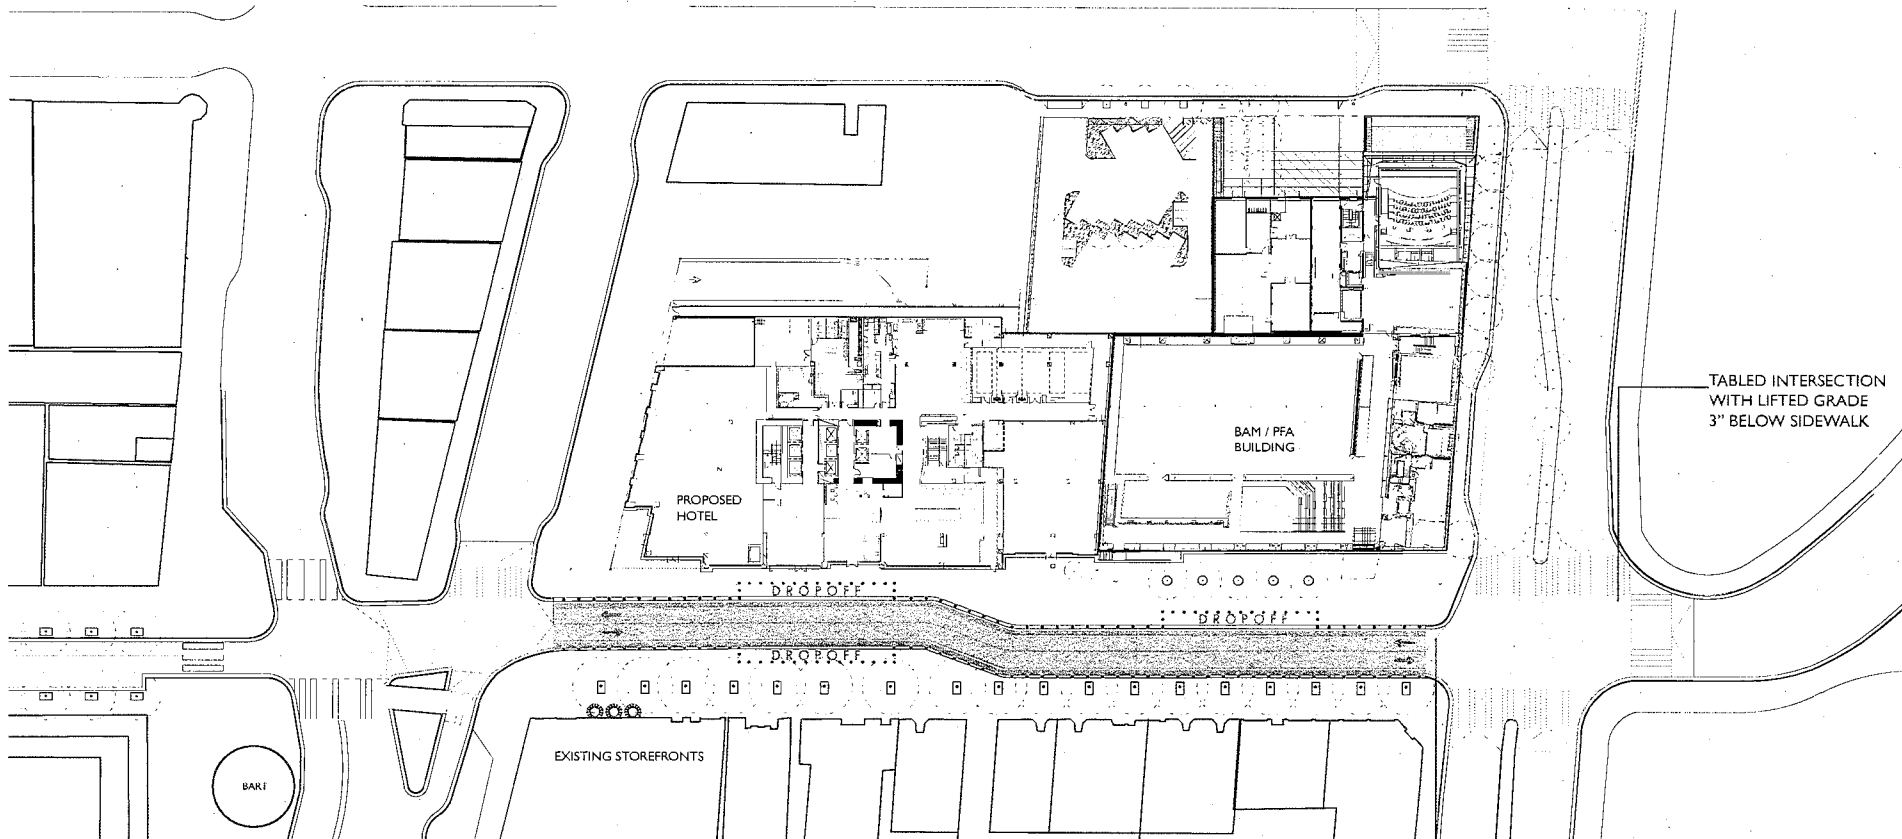 TABLED INTERSECTION
WITH LIFTED GRADE
3" BELOW SIDEWALK
BAM / PFA
BUILDING
PROPOSED
HOTEL
DROPOFF
DROPOFF
DROPOFF
EXISTING STOREFRONTS
BART